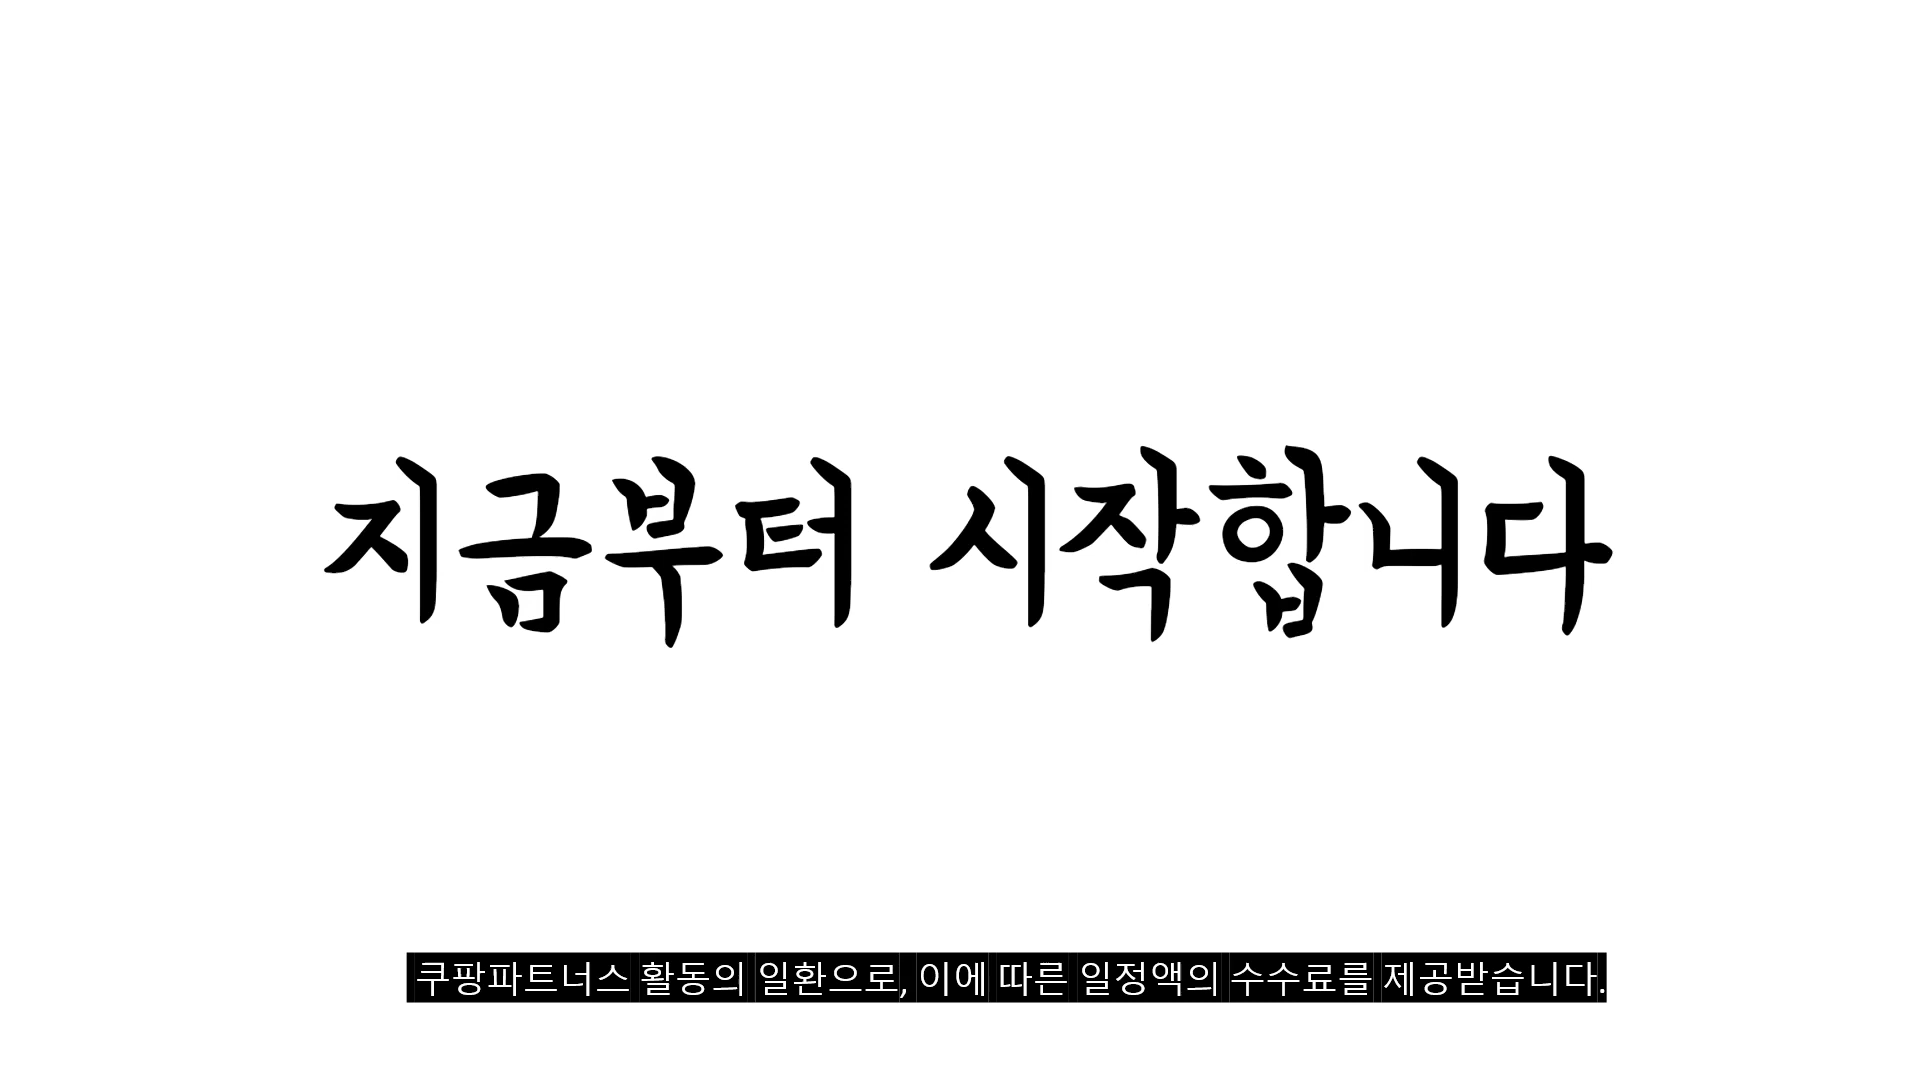 지금부터 시작합니다
쿠팡파트너스 활동의 일환으로, 이에 따른 일정액의 수수료를 제공받습니다.